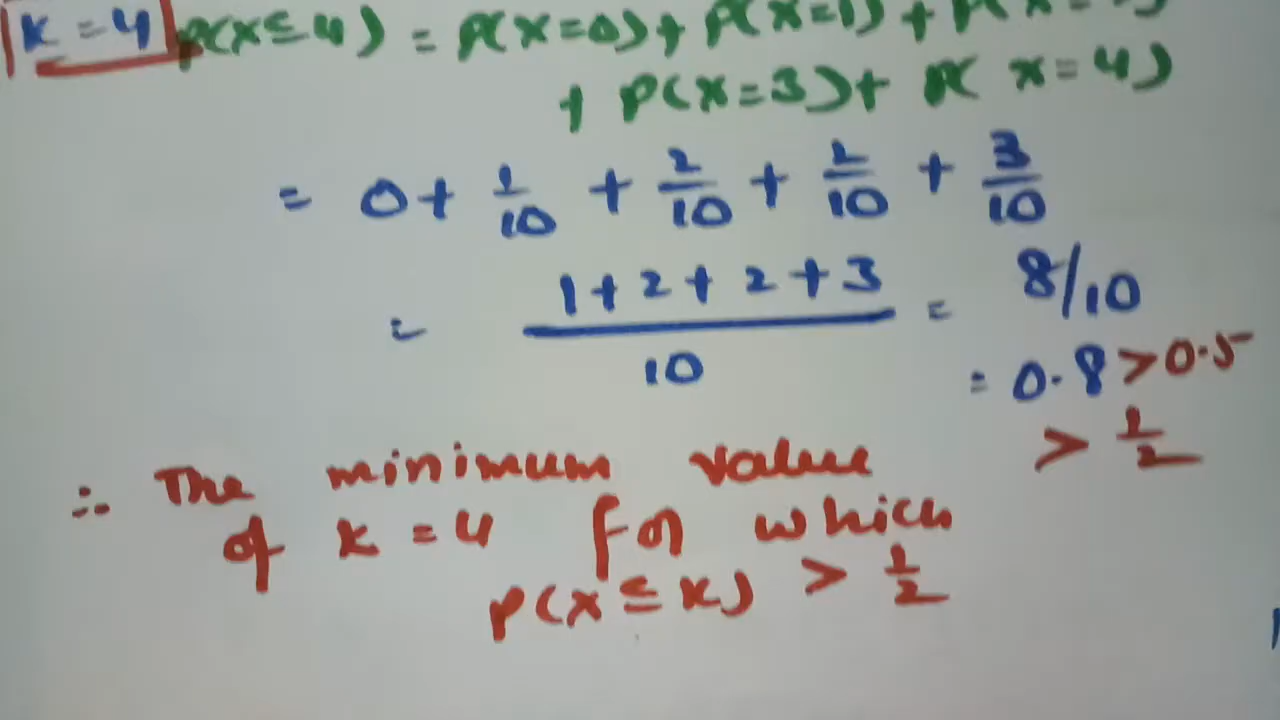 k = 4 P(X ≤ 4) = P(X=0) + P(X=1) +
+ P(X=3) + P( X=4)
= 0 + 1/10 + 2/10 + 2/10 + 3/10
= 1+2+2+3/10 = 8/10
= 0.8 > 0.5
> 1/2
∴ The minimum value
of k = 4 for which
P(X ≤ K) > 1/2